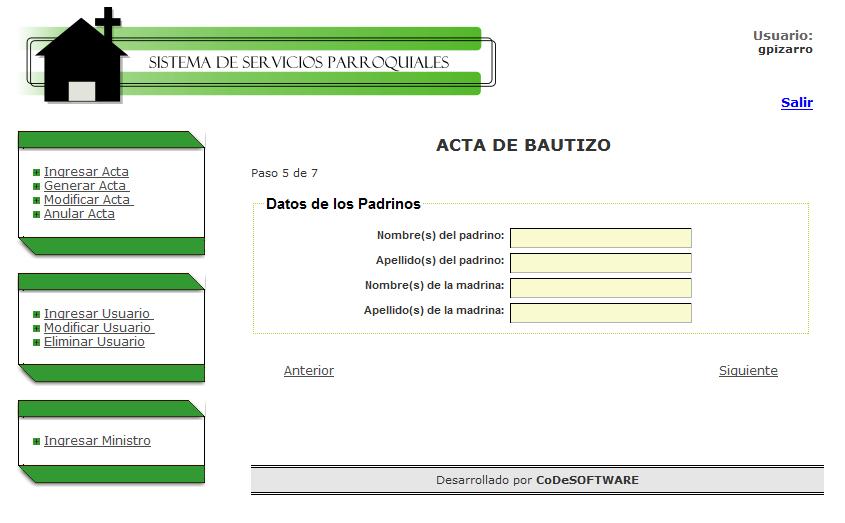 SISTEMA DE SERVICIOS PARROQUIALES
Usuario:
gpizarro
Salir
Ingresar Acta
Generar Acta
Modificar Acta
Anular Acta
Ingresar Usuario
Modificar Usuario
Eliminar Usuario
Ingresar Ministro
ACTA DE BAUTIZO
Paso 5 de 7
Datos de los Padrinos
Nombre(s) del padrino:
Apellido(s) del padrino:
Nombre(s) de la madrina:
Apellido(s) de la madrina:
Anterior Siguiente
Desarrollado por CoDeSOFTWARE